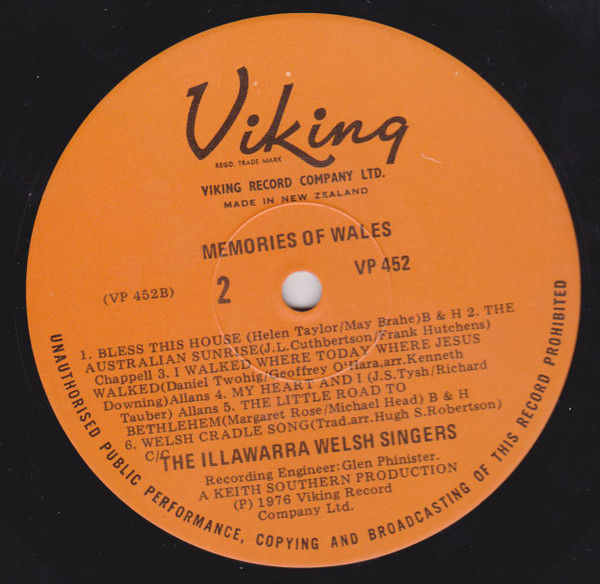 Viking
REGD. TRADE MARK
VIKING RECORD COMPANY LTD.
MADE IN NEW ZEALAND
MEMORIES OF WALES
(VP 452B)
2
VP 452
1. BLESS THIS HOUSE (Helen Taylor/May Brahe)B & H 2. THE
AUSTRALIAN SUNRISE(J.L.Cuthbertson/Frank Hutchens)
Chappell 3. I WALKED WHERE TODAY WHERE JESUS
WALKED(Daniel Twohig/Geoffrey O'Hara,arr.Kenneth
Downing)Allans 4. MY HEART AND I (J.S.Tysh/Richard
Tauber) Allans 5. THE LITTLE ROAD TO
BETHLEHEM(Margaret Rose/Michael Head) B & H
6. WELSH CRADLE SONG(Trad.arr.Hugh S.Robertson)
C/C
THE ILLAWARRA WELSH SINGERS
Recording Engineer:Glen Phinister.
A KEITH SOUTHERN PRODUCTION
(P) 1976 Viking Record
Company Ltd.
UNAUTHORISED PUBLIC PERFORMANCE, COPYING AND BROADCASTING OF THIS RECORD PROHIBITED